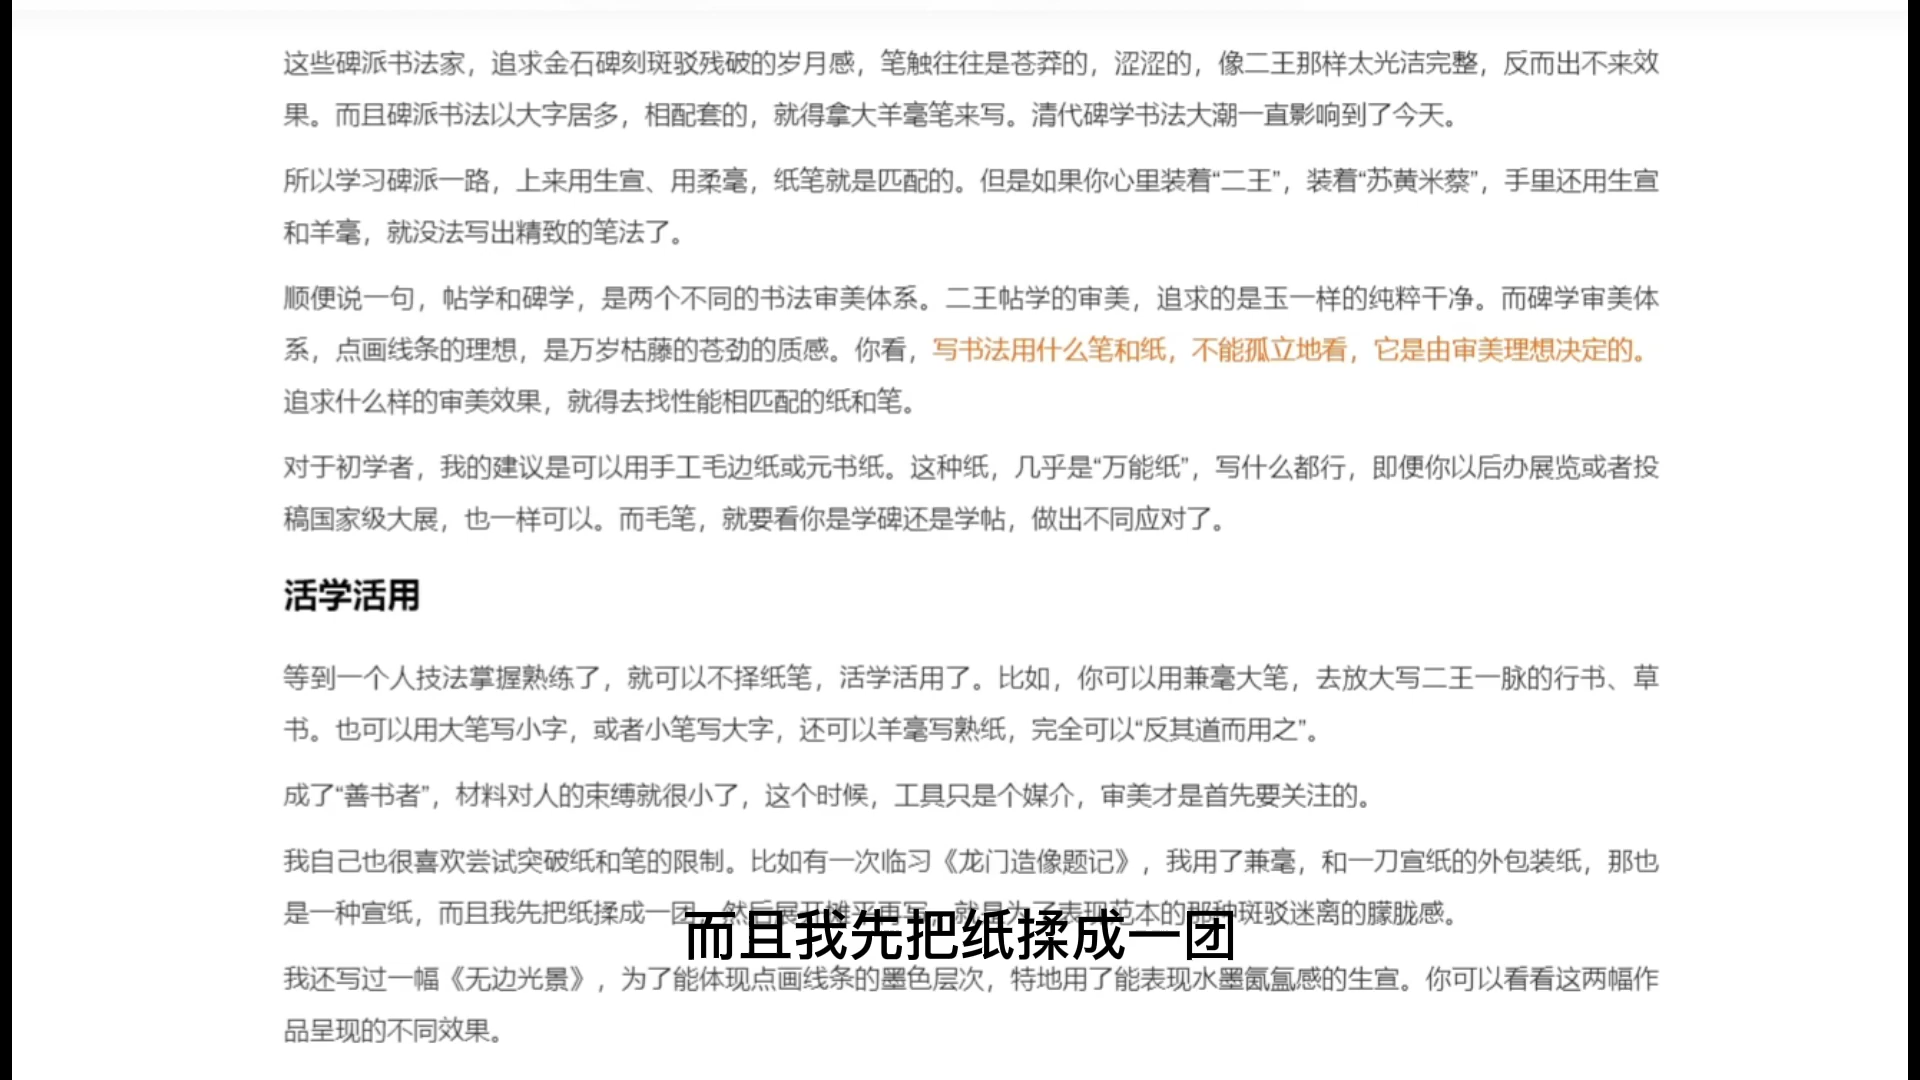 这些碑派书法家，追求金石碑刻斑驳残破的岁月感，笔触往往是苍莽的，涩涩的，像二王那样太光洁完整，反而出不来效
果。而且碑派书法以大字居多，相配套的，就得拿大羊毫笔来写。清代碑学书法大潮一直影响到了今天。
所以学习碑派一路，上来用生宣、用柔毫，纸笔就是匹配的。但是如果你心里装着“二王”，装着“苏黄米蔡”，手里还用生宣
和羊毫，就没法写出精致的笔法了。
顺便说一句，帖学和碑学，是两个不同的书法审美体系。二王帖学的审美，追求的是玉一样的纯粹干净。而碑学审美体
系，点画线条的理想，是万岁枯藤的苍劲的质感。你看，写书法用什么笔和纸，不能孤立地看，它是由审美理想决定的。
追求什么样的审美效果，就得去找性能相匹配的纸和笔。
对于初学者，我的建议是可以用手工毛边纸或元书纸。这种纸，几乎是“万能纸”，写什么都行，即便你以后办展览或者投
稿国家级大展，也一样可以。而毛笔，就要看你是学碑还是学帖，做出不同应对了。
活学活用
等到一个人技法掌握熟练了，就可以不择纸笔，活学活用了。比如，你可以用兼毫大笔，去放大写二王一脉的行书、草
书。也可以用大笔写小字，或者小笔写大字，还可以羊毫写熟纸，完全可以“反其道而用之”。
成了“善书者”，材料对人的束缚就很小了，这个时候，工具只是个媒介，审美才是首先要关注的。
我自己也很喜欢尝试突破纸和笔的限制。比如有一次临习《龙门造像题记》，我用了兼毫，和一刀宣纸的外包装纸，那也
是一种宣纸，而且我先把纸揉成一团，然后展开摊平再写，就是为了表现范本的那种斑驳迷离的朦胧感。
而且我先把纸揉成一团
我还写过一幅《无边光景》，为了能体现点画线条的墨色层次，特地用了能表现水墨氤氲感的生宣。你可以看看这两幅作
品呈现的不同效果。